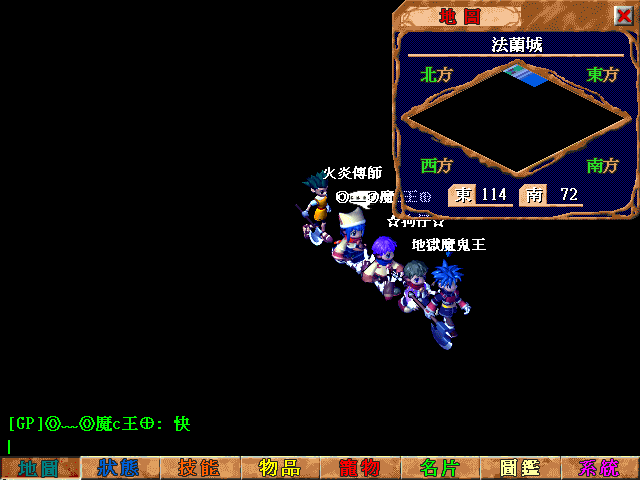 地圖
法蘭城
北方 東方
西方 南方
東 114 南 72
火炎傳師
☆狗仔☆
地獄魔鬼王
[GP]◎﹏◎魔c王⊕: 快
地圖 狀態 技能 物品 寵物 名片 圖鑑 系統